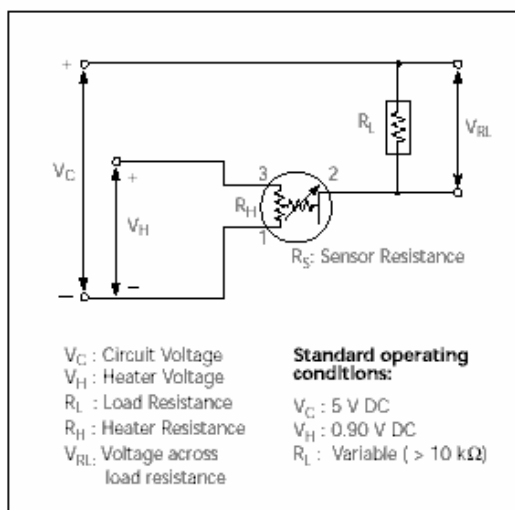 +
R_L
V_RL
V_C
+
3
2
R_H
V_H
1
R_S: Sensor Resistance
−
−
V_C : Circuit Voltage
V_H : Heater Voltage
R_L : Load Resistance
R_H : Heater Resistance
V_RL: Voltage across
load resistance
Standard operating
conditions:
V_C : 5 V DC
V_H : 0.90 V DC
R_L : Variable ( > 10 kΩ)